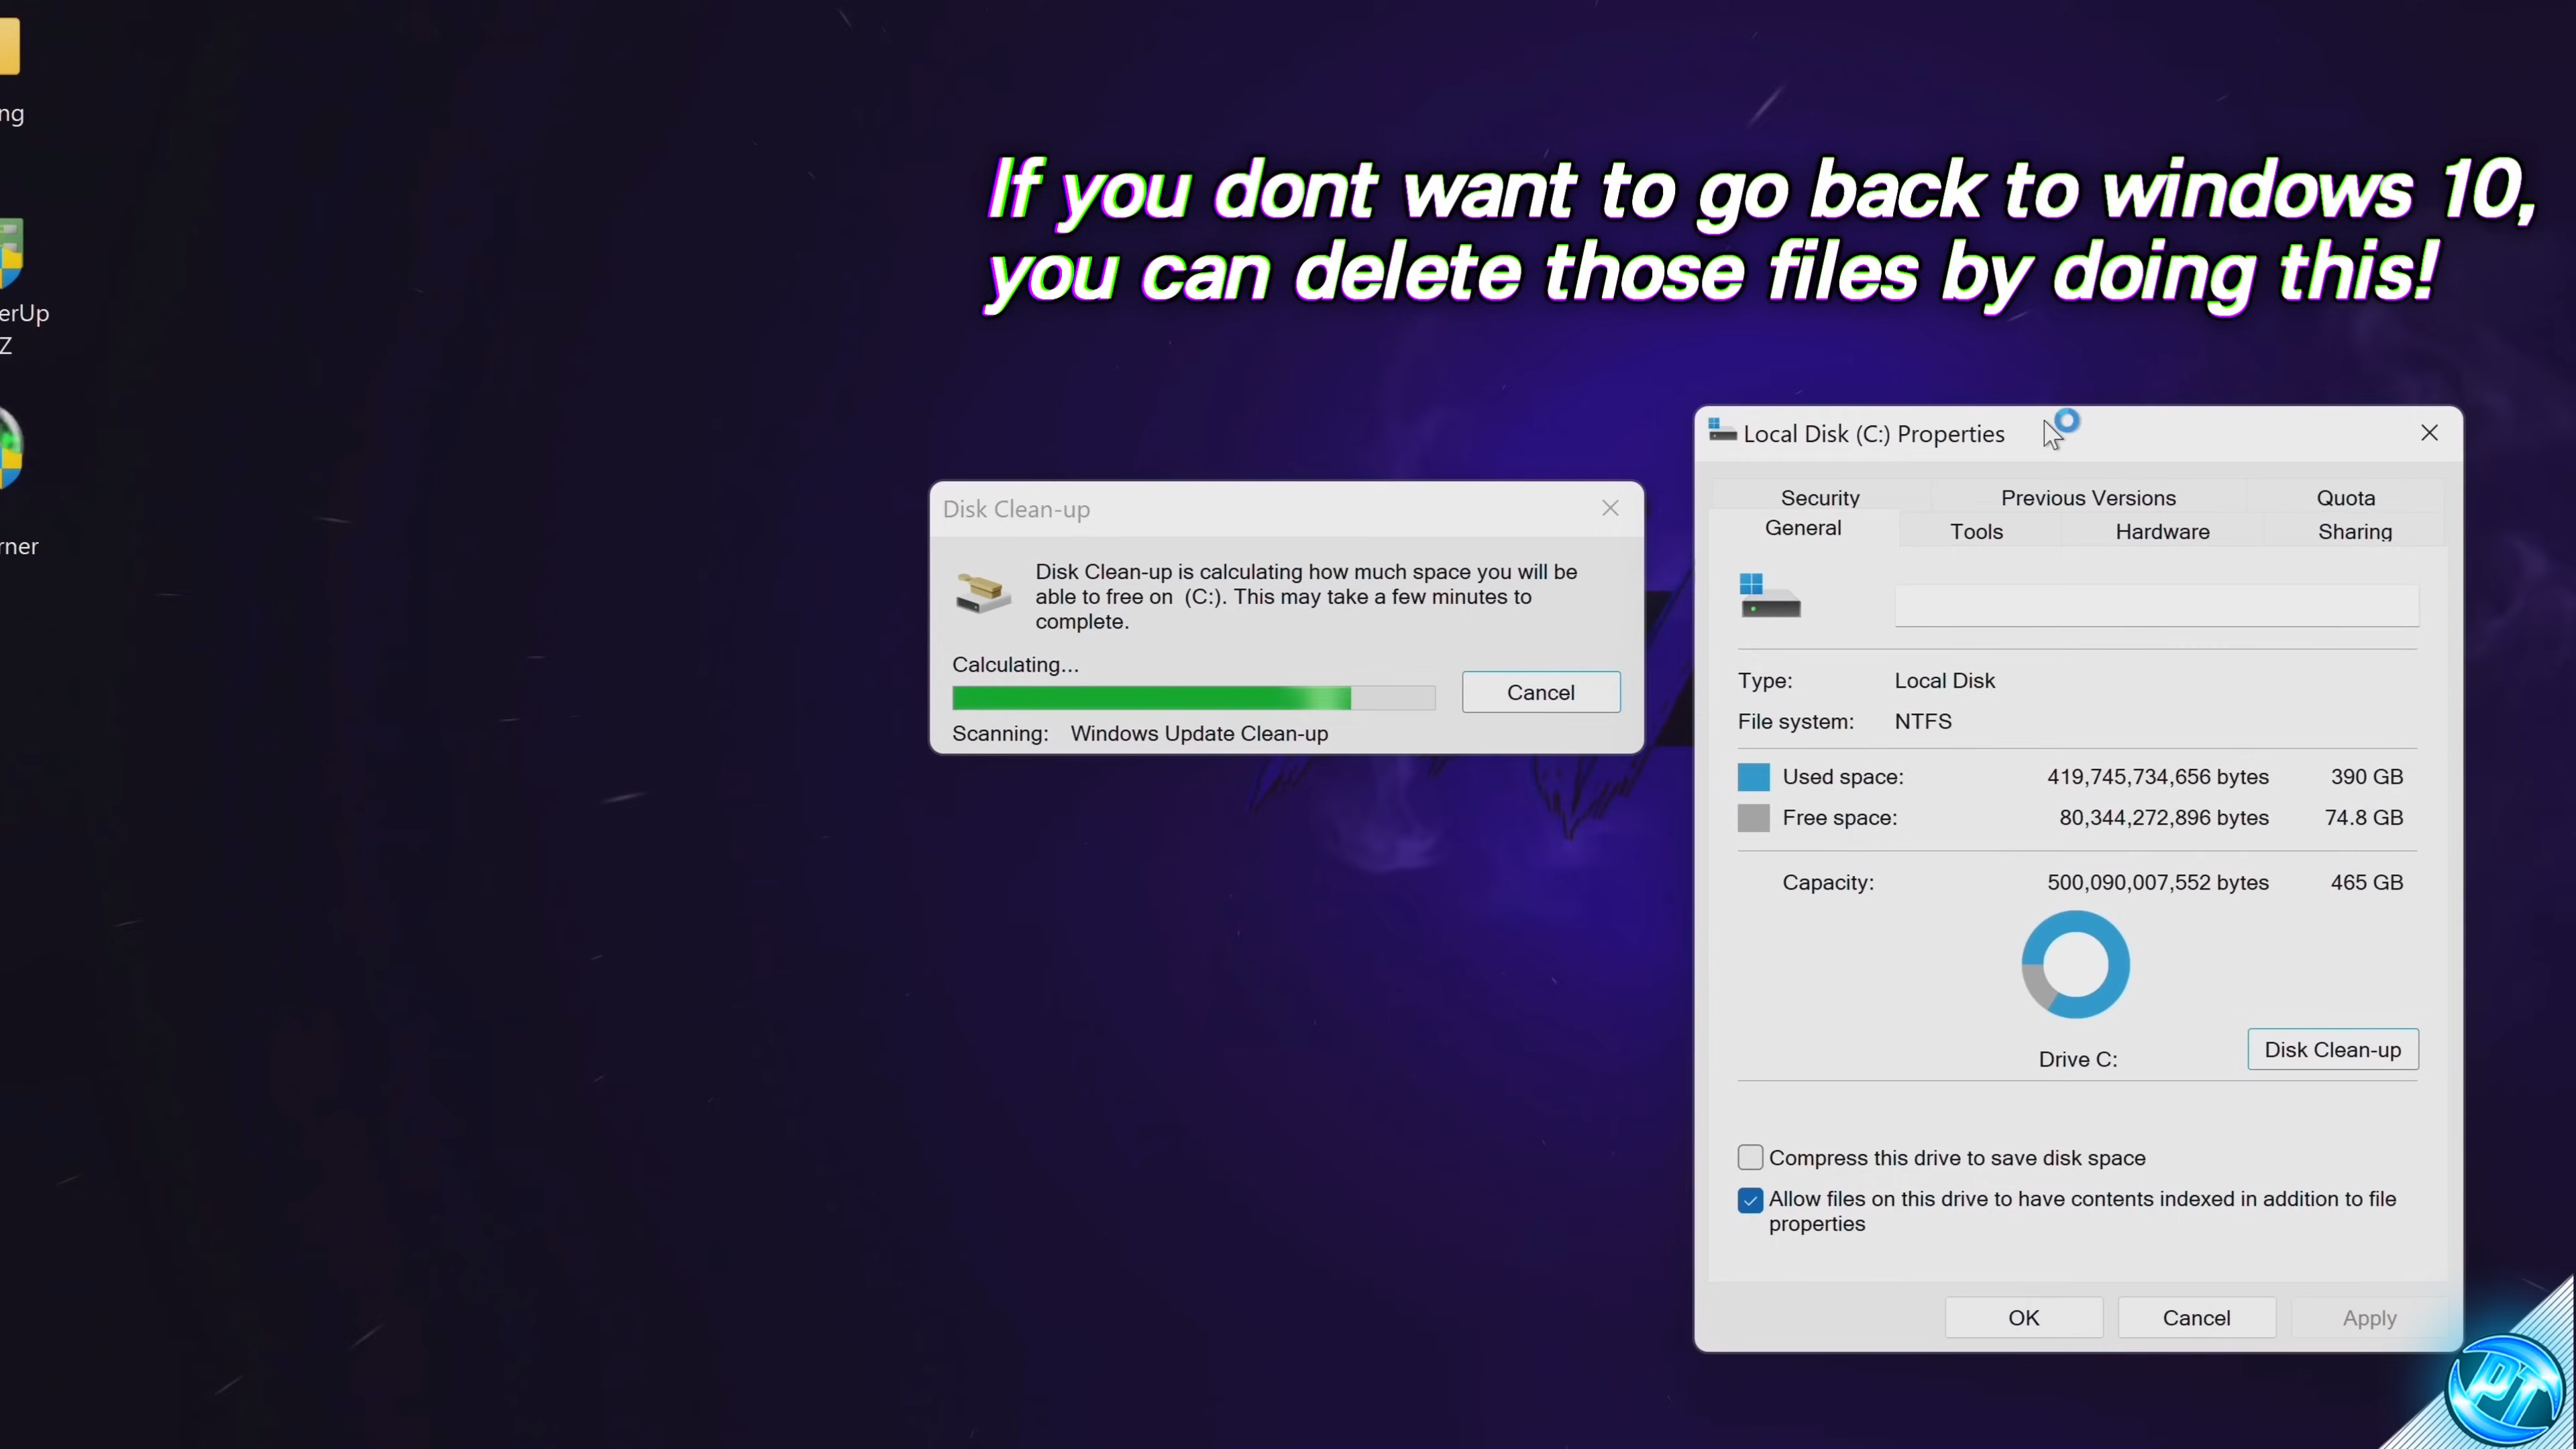 ng
erUp
Z
rner
If you dont want to go back to windows 10,
you can delete those files by doing this!
Disk Clean-up
Disk Clean-up is calculating how much space you will be
able to free on (C:). This may take a few minutes to
complete.
Calculating...
Cancel
Scanning: Windows Update Clean-up
Local Disk (C:) Properties
Security Previous Versions Quota
General Tools Hardware Sharing
Type: Local Disk
File system: NTFS
Used space: 419,745,734,656 bytes 390 GB
Free space: 80,344,272,896 bytes 74.8 GB
Capacity: 500,090,007,552 bytes 465 GB
Drive C:
Disk Clean-up
Compress this drive to save disk space
Allow files on this drive to have contents indexed in addition to file
properties
OK Cancel Apply
PT